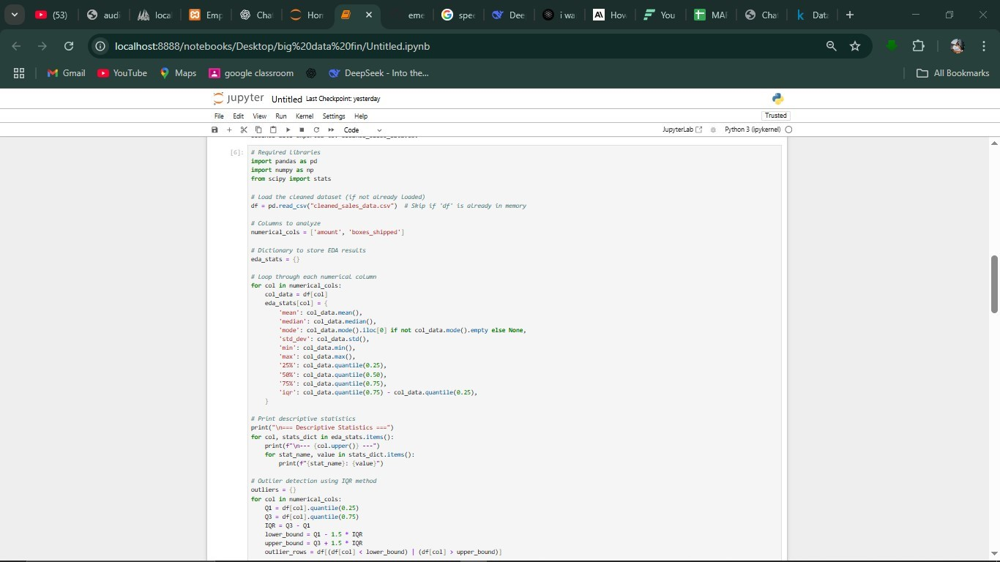 (53)
audi
local
Emp
Cha
Hon
eme
spec
Dee
i wa
How
You
MAI
Cha
Data
localhost:8888/notebooks/Desktop/big%20data%20fin/Untitled.ipynb
Gmail
YouTube
Maps
google classroom
DeepSeek - Into the...
All Bookmarks
jupyter Untitled Last Checkpoint: yesterday
File Edit View Run Kernel Settings Help
Trusted
Code
JupyterLab
Python 3 (ipykernel)
[6]:
# Required Libraries
import pandas as pd
import numpy as np
from scipy import stats
# Load the cleaned dataset (if not already loaded)
df = pd.read_csv("cleaned_sales_data.csv")  # Skip if 'df' is already in memory
# Columns to analyze
numerical_cols = ['amount', 'boxes_shipped']
# Dictionary to store EDA results
eda_stats = {}
# Loop through each numerical column
for col in numerical_cols:
    col_data = df[col]
    eda_stats[col] = {
        'mean': col_data.mean(),
        'median': col_data.median(),
        'mode': col_data.mode().iloc[0] if not col_data.mode().empty else None,
        'std_dev': col_data.std(),
        'min': col_data.min(),
        'max': col_data.max(),
        '25%': col_data.quantile(0.25),
        '50%': col_data.quantile(0.50),
        '75%': col_data.quantile(0.75),
        'iqr': col_data.quantile(0.75) - col_data.quantile(0.25),
    }
# Print descriptive statistics
print("\n=== Descriptive Statistics ===")
for col, stats_dict in eda_stats.items():
    print(f"\n--- {col.upper()} ---")
    for stat_name, value in stats_dict.items():
        print(f"{stat_name}: {value}")
# Outlier detection using IQR method
outliers = {}
for col in numerical_cols:
    Q1 = df[col].quantile(0.25)
    Q3 = df[col].quantile(0.75)
    IQR = Q3 - Q1
    lower_bound = Q1 - 1.5 * IQR
    upper_bound = Q3 + 1.5 * IQR
    outlier_rows = df[(df[col] < lower_bound) | (df[col] > upper_bound)]